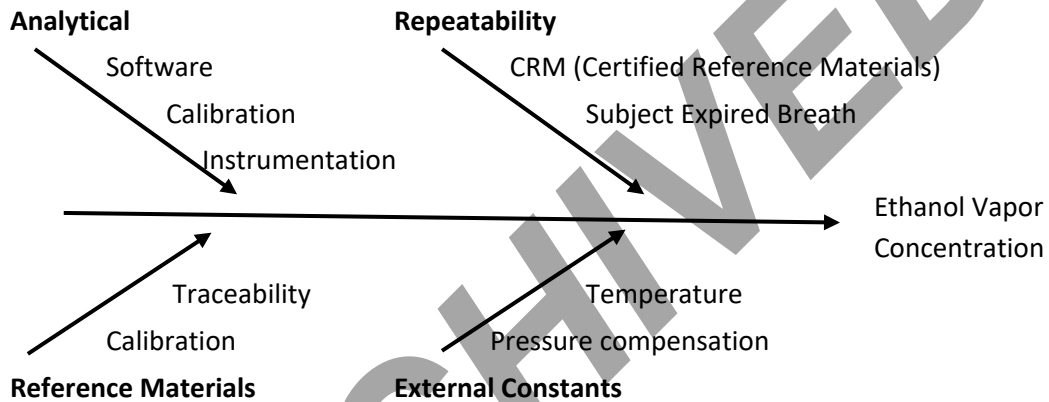 Analytical
Repeatability
Software
CRM (Certified Reference Materials)
Calibration
Subject Expired Breath
Instrumentation
Ethanol Vapor
Concentration
Traceability
Temperature
Calibration
Pressure compensation
Reference Materials
External Constants